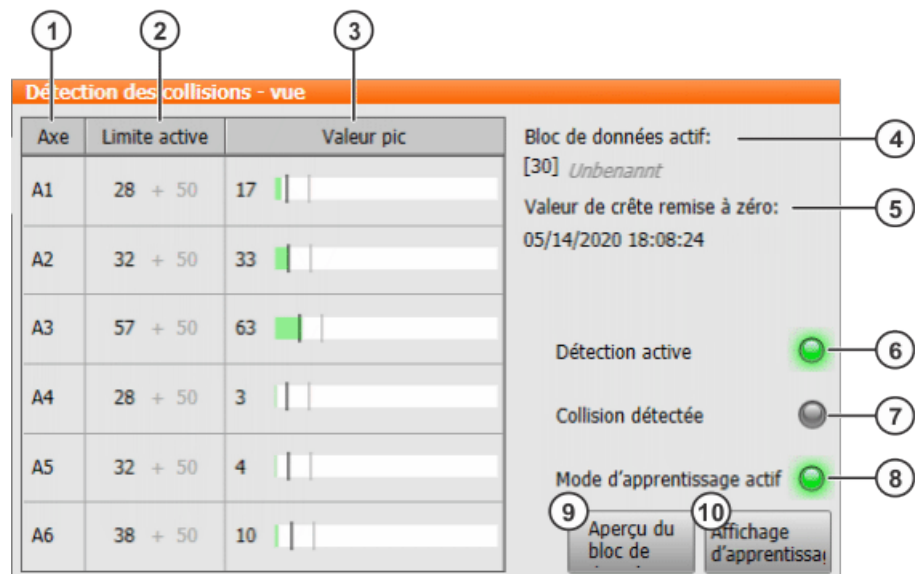 1 2 3
Détection des collisions - vue
Axe Limite active Valeur pic
A1 28 + 50 17
A2 32 + 50 33
A3 57 + 50 63
A4 28 + 50 3
A5 32 + 50 4
A6 38 + 50 10
Bloc de données actif: 4
[30] Unbenannt
Valeur de crête remise à zéro: 5
05/14/2020 18:08:24
Détection active 6
Collision détectée 7
Mode d'apprentissage actif 8
9 Aperçu du
bloc de
10 Affichage
d'apprentissag